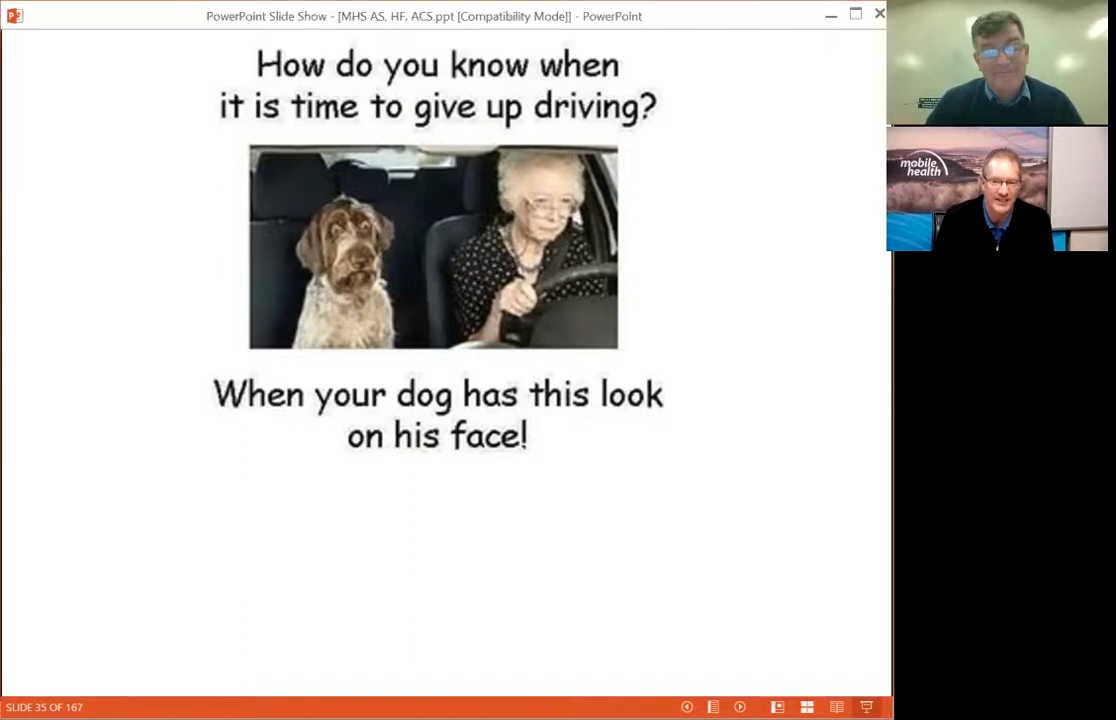 PowerPoint Slide Show - [MHS AS, HF, ACS.ppt [Compatibility Mode]] - PowerPoint
How do you know when
it is time to give up driving?
When your dog has this look
on his face!
mobile
health
SLIDE 35 OF 167